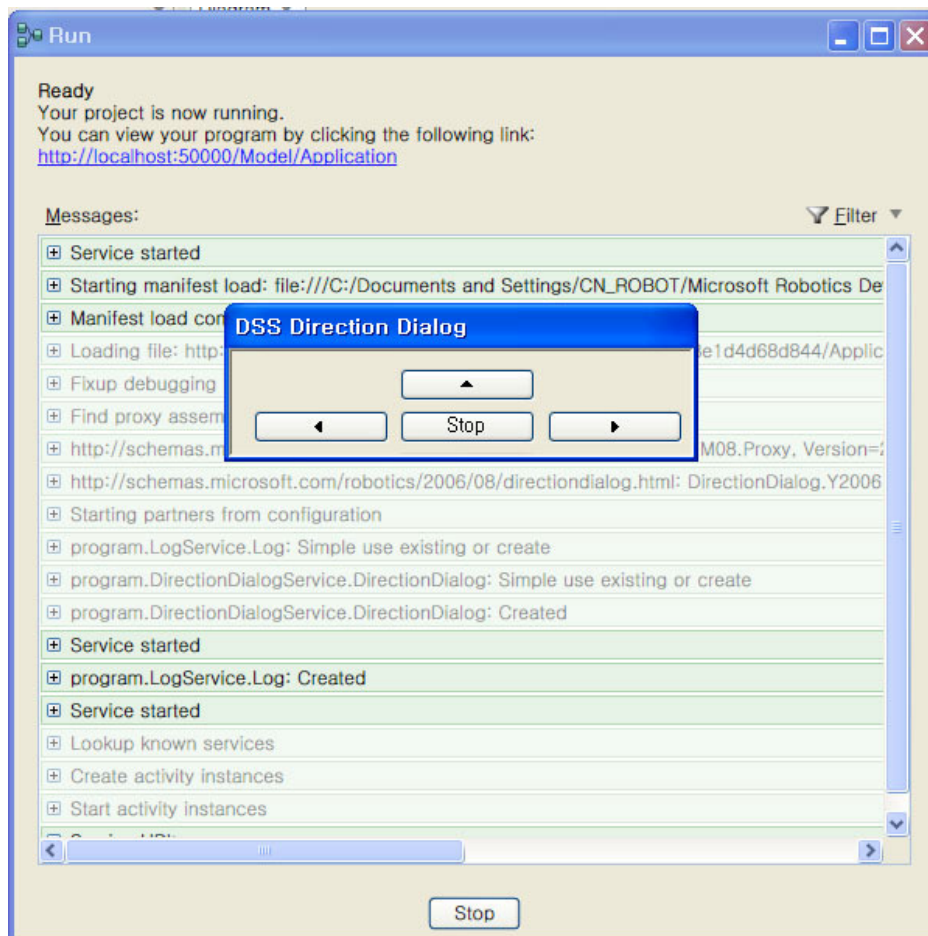 Diagram
Run
Ready
Your project is now running.
You can view your program by clicking the following link:
http://localhost:50000/Model/Application
Messages:
Filter
Service started
Starting manifest load: file:///C:/Documents and Settings/CN_ROBOT/Microsoft Robotics De
Manifest load con
DSS Direction Dialog
Loading file: http: e1d4d68d844/Applic
Fixup debugging
Find proxy assem
Stop
http://schemas.m M08.Proxy, Version=
http://schemas.microsoft.com/robotics/2006/08/directiondialog.html: DirectionDialog.Y2006
Starting partners from configuration
program.LogService.Log: Simple use existing or create
program.DirectionDialogService.DirectionDialog: Simple use existing or create
program.DirectionDialogService.DirectionDialog: Created
Service started
program.LogService.Log: Created
Service started
Lookup known services
Create activity instances
Start activity instances
Stop